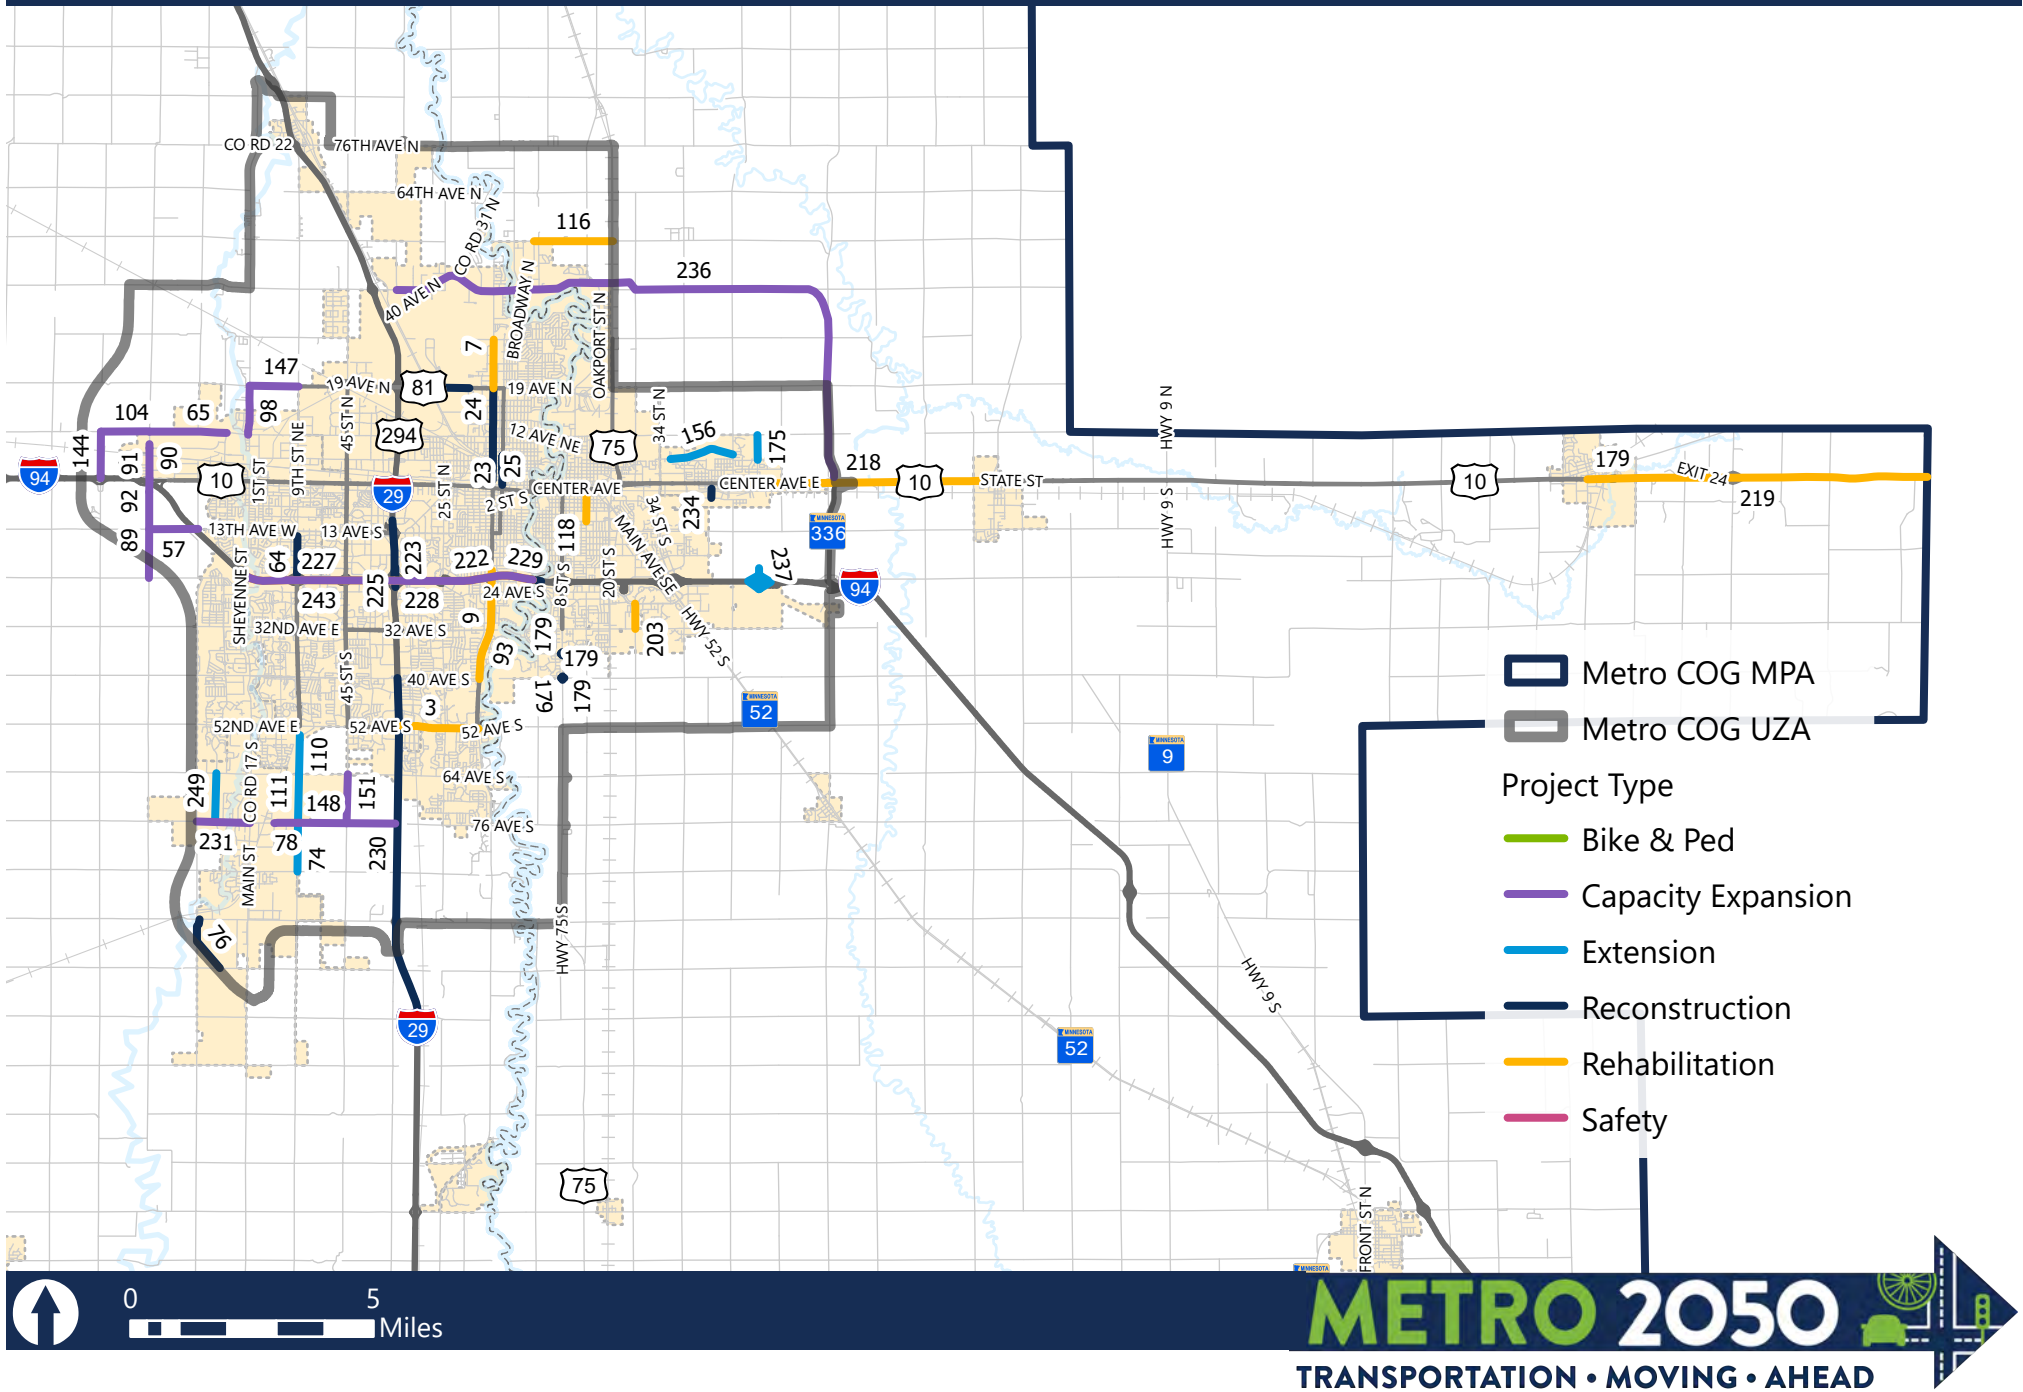 CO RD 22
76TH AVE N
64TH AVE N
CO RD 31 N
116
236
40 AVE N
BROADWAY N
OAKPORT ST N
7
147
19 AVE N
81
19 AVE N
HWY 9 N
104
65
98
24
34 ST N
45 ST N
294
12 AVE NE
75
156
175
144
91
90
9TH ST NE
94
10
1ST ST
25 ST N
23
25
CENTER AVE
CENTER AVE E
218
10
STATE ST
10
179
EXIT 24
219
29
2 ST S
92
234
HWY 9 S
89
57
13TH AVE W
13 AVE S
118
34 ST S
MAIN AVE SE
MINNESOTA
336
SHEYENNE ST
64
227
223
222
229
8 ST S
20 ST S
237
94
243
225
228
24 AVE S
32ND AVE E
32 AVE S
9
93
179
203
HWY 52 S
179
45 ST S
40 AVE S
179
179
MINNESOTA
52
3
52ND AVE E
52 AVE S
52 AVE S
MINNESOTA
9
249
CO RD 17 S
111
110
148
151
64 AVE S
231
78
74
230
76 AVE S
MAIN ST
76
HWY 75 S
HWY 9 S
29
MINNESOTA
52
75
FRONT ST N
MINNESOTA
Metro COG MPA
Metro COG UZA
Project Type
Bike & Ped
Capacity Expansion
Extension
Reconstruction
Rehabilitation
Safety
0 5
Miles
METRO 2050
TRANSPORTATION • MOVING • AHEAD